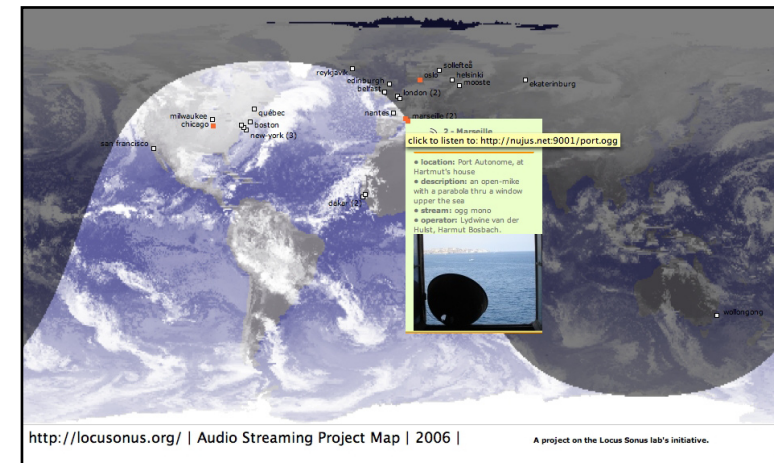 reykjavik
edinburgh
belfast
oslo
sollefteå
helsinki
mooste
ekaterinburg
london (2)
nantes
marseille (2)
milwaukee
chicago
québec
boston
new-york (3)
san francisco
dakar (2)
wollongong
2 - Marseille
click to listen to: http://nujus.net:9001/port.ogg
● location: Port Autonome, at
Hartmut's house
● description: an open-mike
with a parabola thru a window
upper the sea
● stream: ogg mono
● operator: Lydwine van der
Hulst, Harmut Bosbach.
http://locusonus.org/ | Audio Streaming Project Map | 2006 |
A project on the Locus Sonus lab's initiative.